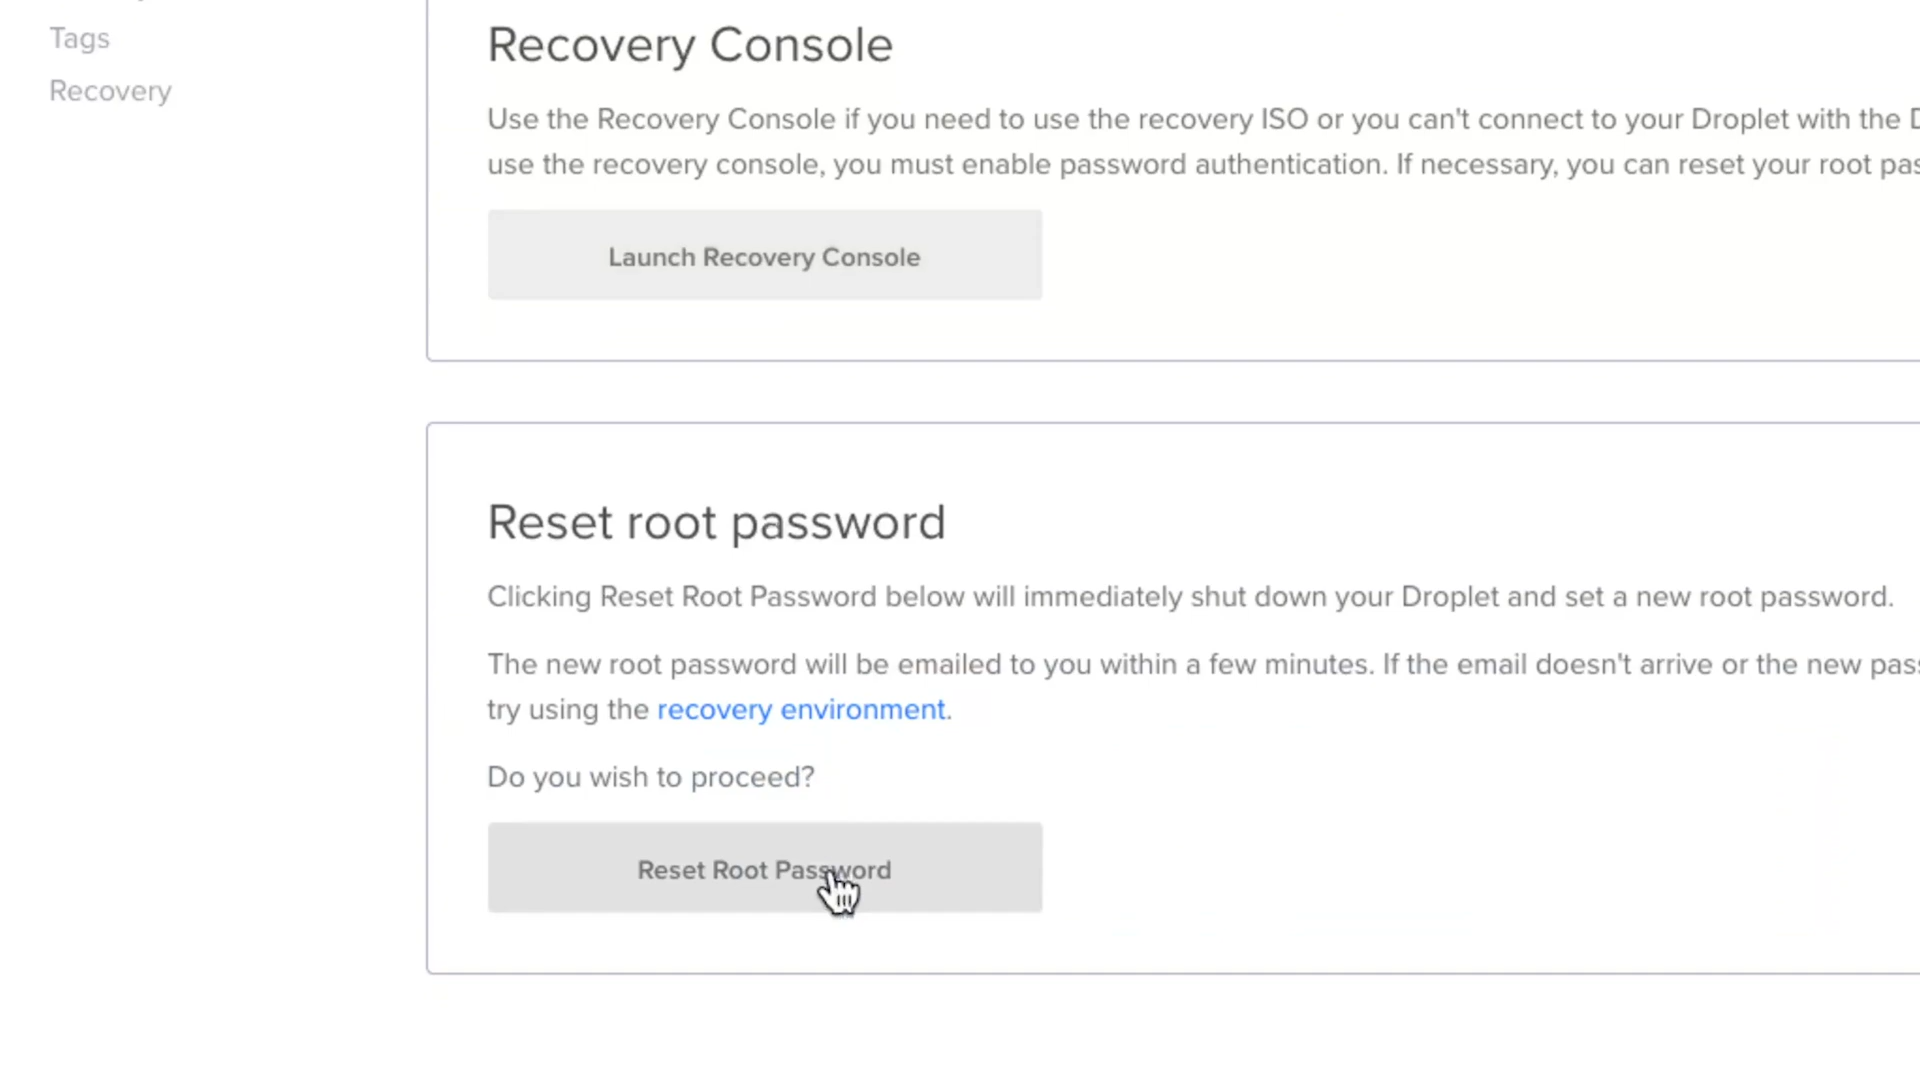 Tags
Recovery
Recovery Console
Use the Recovery Console if you need to use the recovery ISO or you can't connect to your Droplet with the
use the recovery console, you must enable password authentication. If necessary, you can reset your root
Launch Recovery Console
Reset root password
Clicking Reset Root Password below will immediately shut down your Droplet and set a new root password.
The new root password will be emailed to you within a few minutes. If the email doesn't arrive or the new
try using the recovery environment.
Do you wish to proceed?
Reset Root Password